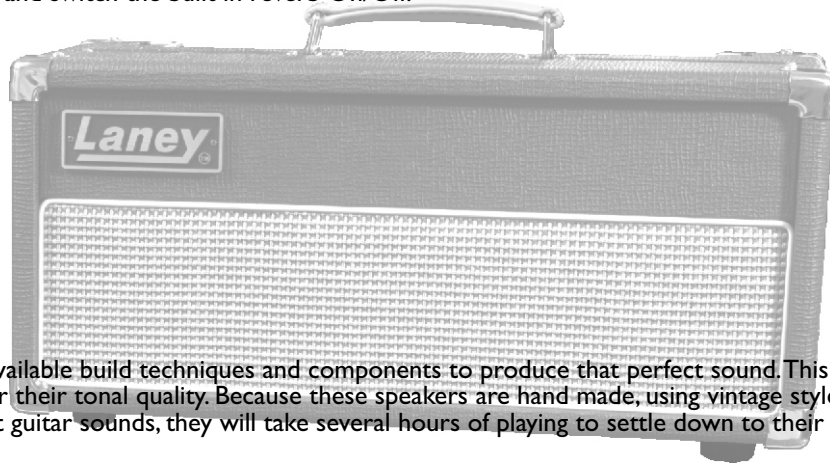 and switch the built in reverb On/Off.
Laney
vailable build techniques and components to produce that perfect sound. This
r their tonal quality. Because these speakers are hand made, using vintage style
t guitar sounds, they will take several hours of playing to settle down to their